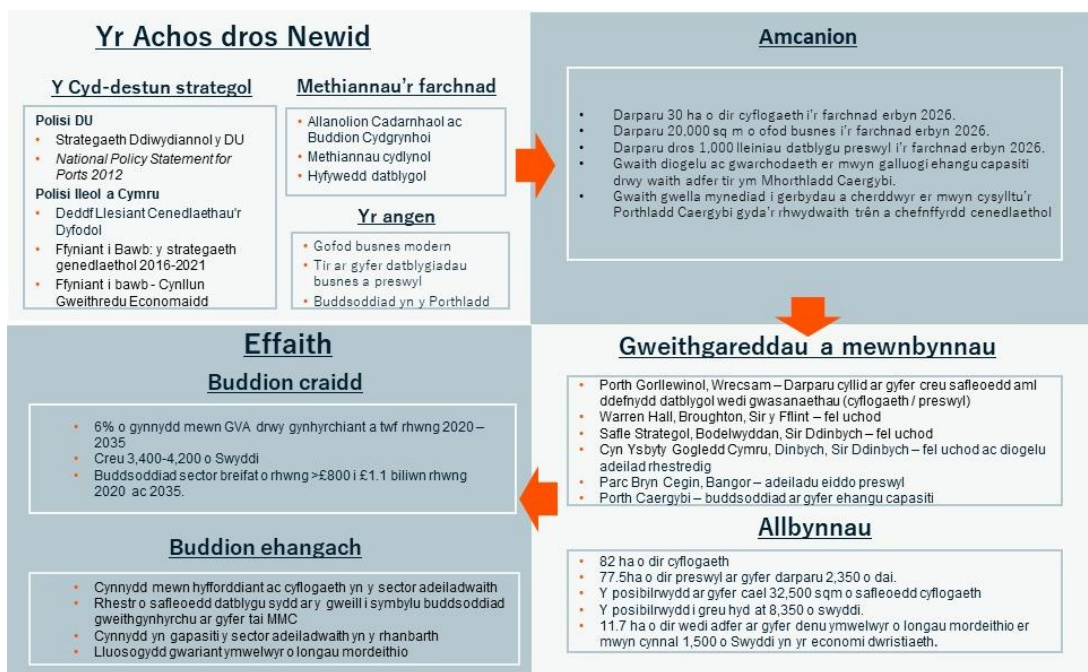 Yr Achos dros Newid
Y Cyd-destun strategol
Polisi DU
• Strategaeth Ddiwydiannol y DU
• National Policy Statement for
Ports 2012
Polisi lleol a Cymru
• Deddf Llesiant Cenedlaethau'r
Dyfodol
• Ffyniant i Bawb: y strategaeth
genedlaethol 2016-2021
• Ffyniant i bawb - Cynllun
Gweithredu Economaidd
Methiannau'r farchnad
• Allanolion Cadarnhaol ac
Buddion Cydgrynhoi
• Methiannau cydlynol
• Hyfywedd datblygol
Yr angen
• Gofod busnes modern
• Tir ar gyfer datblygiadau
busnes a preswyl
• Buddsoddiad yn y Porthladd
Amcanion
• Darparu 30 ha o dir cyflogaeth i'r farchnad erbyn 2026.
• Darparu 20,000 sq m o ofod busnes i'r farchnad erbyn 2026.
• Darparu dros 1,000 lleiniau datblygu preswyl i'r farchnad erbyn 2026.
• Gwaith diogelu ac gwarchodaeth er mwyn galluogi ehangu capasiti
drwy waith adfer tir ym Mhorthladd Caergybi.
• Gwaith gwella mynediad i gerbydau a cherddwyr er mwyn cysylltu'r
Porthladd Caergybi gyda'r rhwydwaith trên a chefnffyrdd cenedlaethol
Gweithgareddau a mewnbynnau
• Porth Gorllewinol, Wrecsam – Darparu cyllid ar gyfer creu safleoedd aml
ddefnydd datblygol wedi gwasanaethau (cyflogaeth / preswyl)
• Warren Hall, Broughton, Sir y Fflint – fel uchod
• Safle Strategol, Bodelwyddan, Sir Ddinbych – fel uchod
• Cyn Ysbyty Gogledd Cymru, Dinbych, Sir Ddinbych – fel uchod ac diogelu
adeilad rhestredig
• Parc Bryn Cegin, Bangor – adeiladu eiddo preswyl
• Porth Caergybi – buddsoddiad ar gyfer ehangu capasiti
Allbynnau
• 82 ha o dir cyflogaeth
• 77.5ha o dir preswyl ar gyfer darparu 2,350 o dai.
• Y posibilrwydd ar gyfer cael 32,500 sqm o safleoedd cyflogaeth
• Y posibilrwydd i greu hyd at 8,350 o swyddi.
• 11.7 ha o dir wedi adfer ar gyfer denu ymwelwyr o longau mordeithio er
mwyn cynnal 1,500 o Swyddi yn yr economi dwristiaeth.
Effaith
Buddion craidd
• 6% o gynnydd mewn GVA drwy gynhyrchiant a twf rhwng 2020 –
2035
• Creu 3,400-4,200 o Swyddi
• Buddsoddiad sector breifat o rhwng >£800 i £1.1 biliwn rhwng
2020 ac 2035.
Buddion ehangach
• Cynnydd mewn hyfforddiant ac cyflogaeth yn y sector adeiladwaith
• Rhestr o safleoedd datblygu sydd ar y gweill i symbylu buddsoddiad
gweithgynhyrchu ar gyfer tai MMC
• Cynnydd yn gapasiti y sector adeiladwaith yn y rhanbarth
• Lluosogydd gwariant ymwelwyr o longau mordeithio